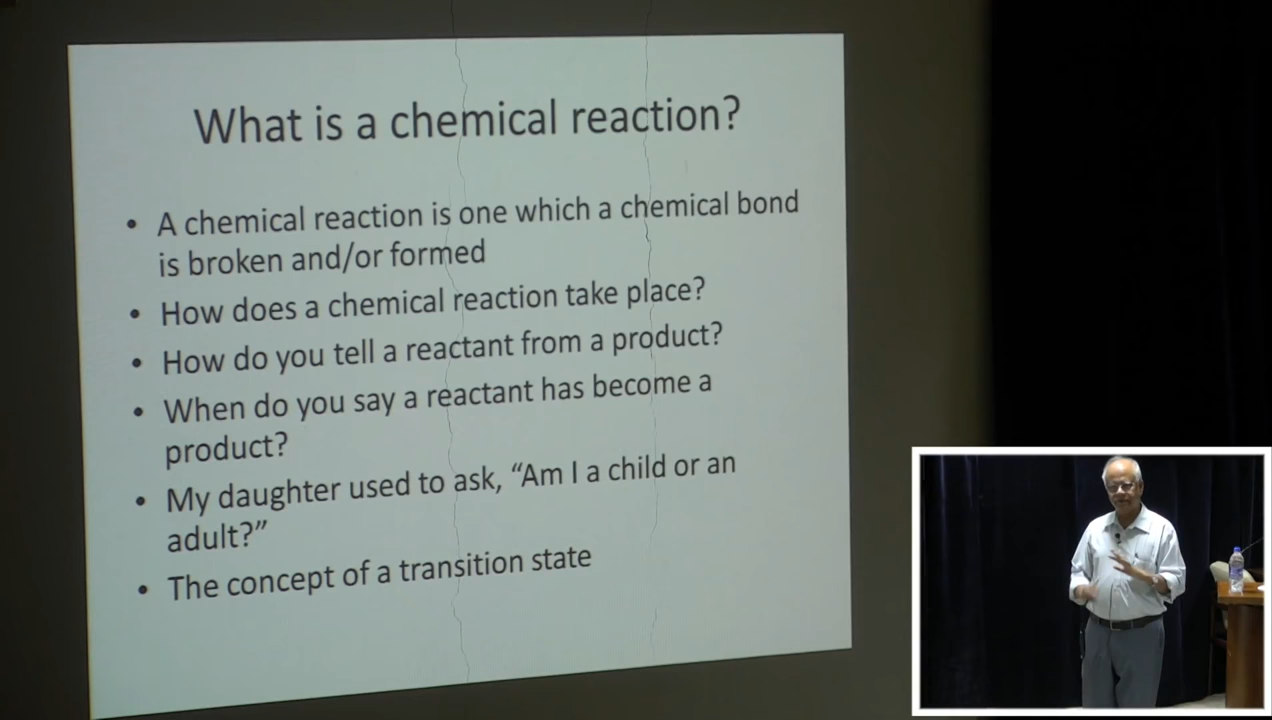 What is a chemical reaction?
• A chemical reaction is one which a chemical bond
is broken and/or formed
• How does a chemical reaction take place?
• How do you tell a reactant from a product?
• When do you say a reactant has become a
product?
• My daughter used to ask, “Am I a child or an
adult?”
• The concept of a transition state